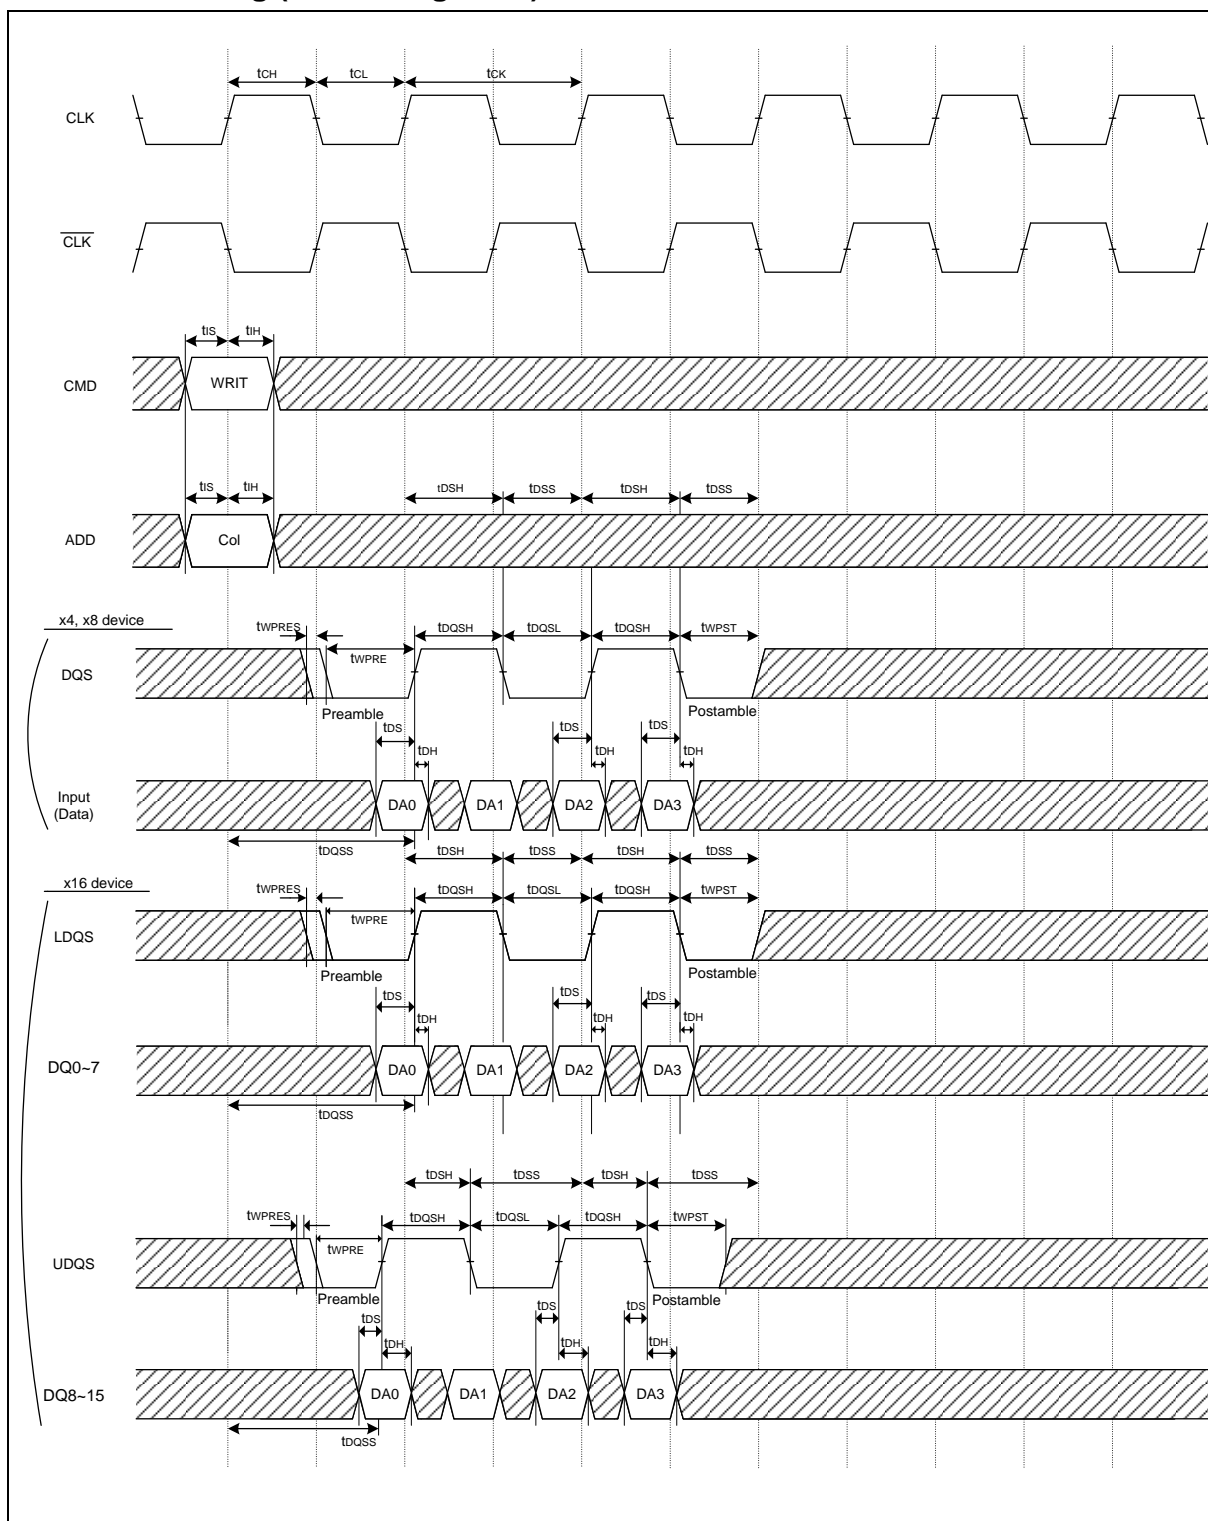 tCH tCL tCK
CLK
CLK
tIS tIH
CMD WRIT
tIS tIH tDSH tDSS tDSH tDSS
ADD Col
x4, x8 device
tWPRES tDQSH tDQSL tDQSH tWPST
tWPRE
DQS
Preamble Postamble
tDS tDS tDS
tDH tDH tDH
Input
(Data)
DA0 DA1 DA2 DA3
tDQSS
tDSH tDSS tDSH tDSS
x16 device
tWPRES tDQSH tDQSL tDQSH tWPST
tWPRE
LDQS
Preamble Postamble
tDS tDS tDS
tDH tDH tDH
DQ0~7 DA0 DA1 DA2 DA3
tDQSS
tDSH tDSS tDSH tDSS
tWPRES tDQSH tDQSL tDQSH tWPST
tWPRE
UDQS
Preamble Postamble
tDS tDS tDS
tDH tDH tDH
DQ8~15 DA0 DA1 DA2 DA3
tDQSS